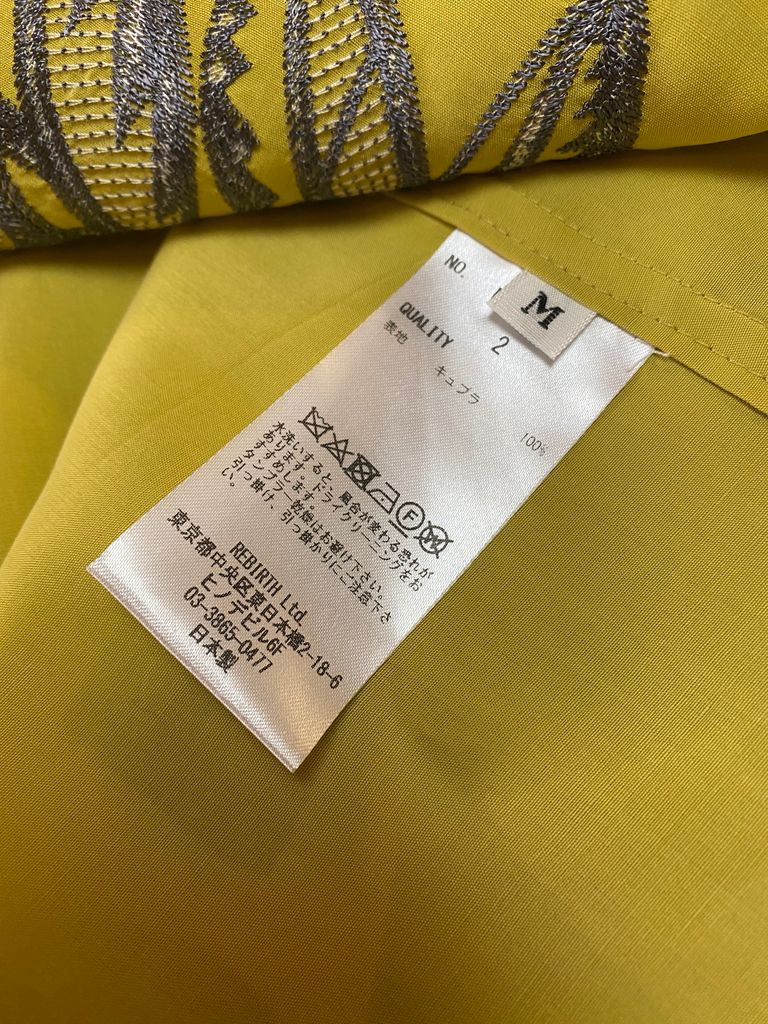 NO.
M
QUALITY 2
表地 キュプラ 100%
水洗いすると、風合が変わる恐れが
あります。ドライクリーニングをお
すすめします。
タンブラー乾燥はお避け下さい。
引っ掛け、引っ掛かりにご注意下さ
い。
REBIRTH Ltd.
東京都中央区東日本橋2-18-6
ヒノデビル6F
03-3865-0477
日本製